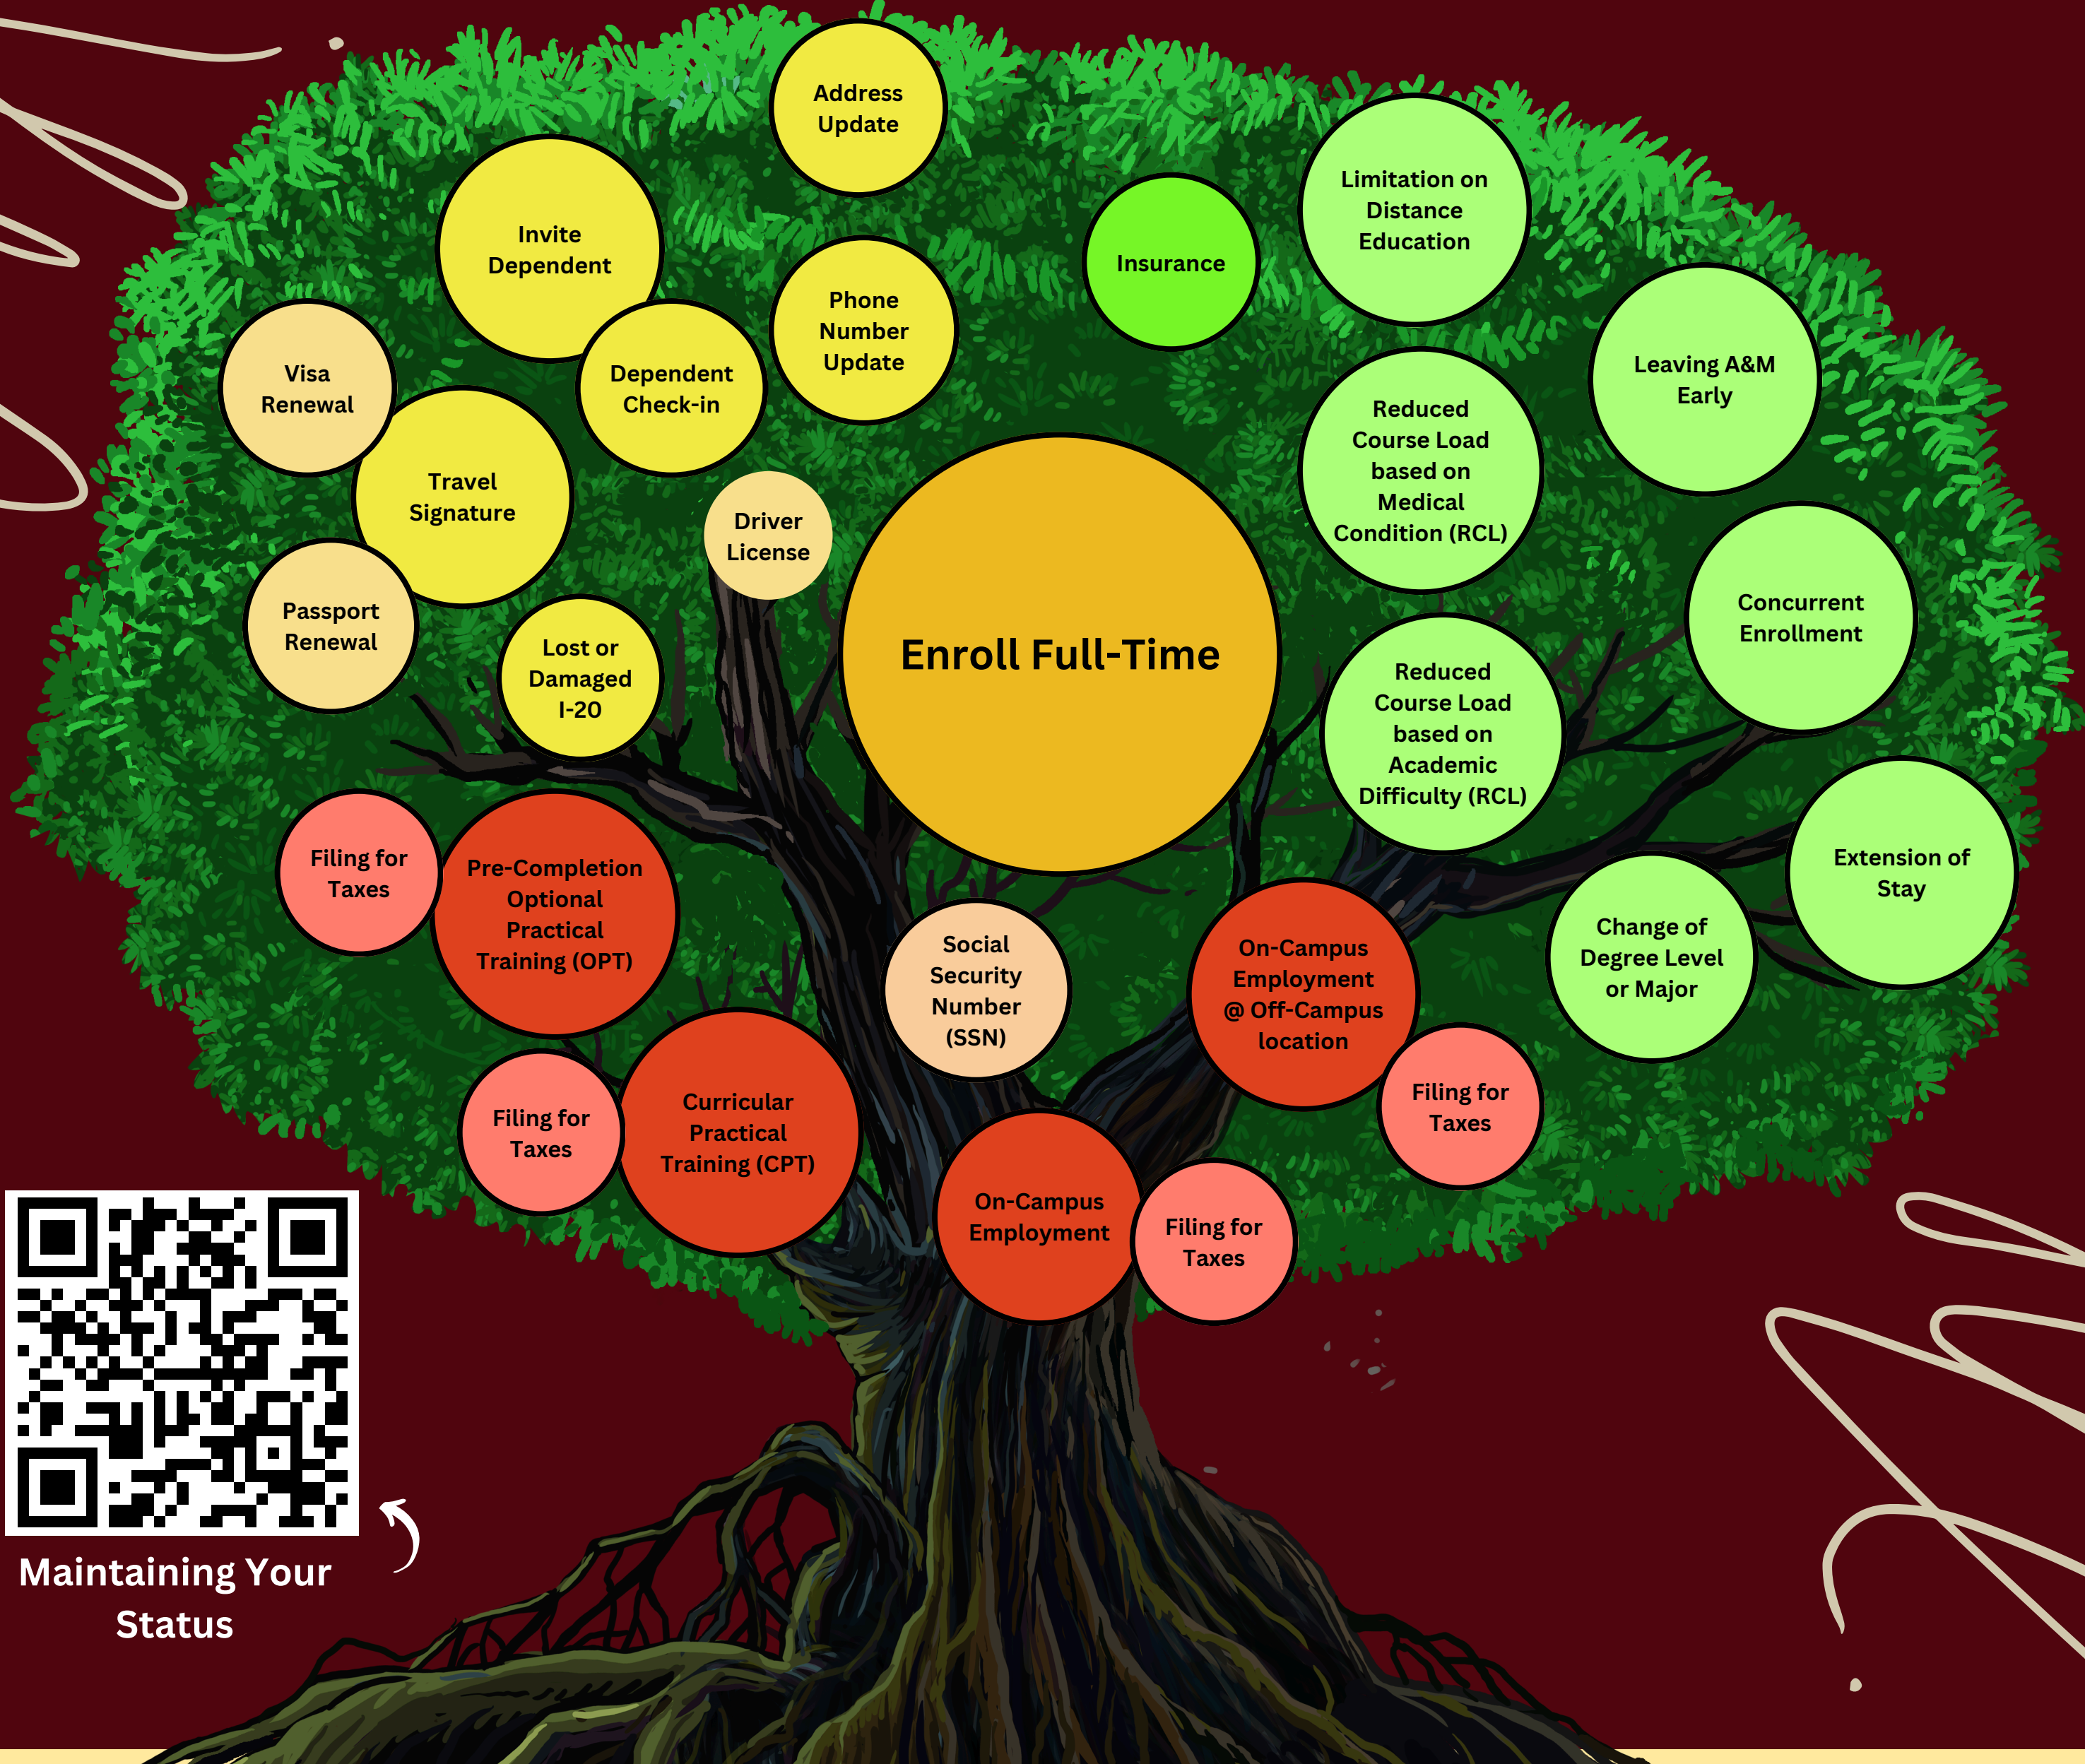 Address
Update
Limitation on
Distance
Education
Invite
Dependent
Insurance
Phone
Number
Update
Visa
Renewal
Dependent
Check-in
Leaving A&M
Early
Travel
Signature
Reduced
Course Load
based on
Medical
Condition (RCL)
Driver
License
Passport
Renewal
Lost or
Damaged
I-20
Enroll Full-Time
Concurrent
Enrollment
Reduced
Course Load
based on
Academic
Difficulty (RCL)
Filing for
Taxes
Pre-Completion
Optional
Practical
Training (OPT)
Extension of
Stay
Change of
Degree Level
or Major
Social
Security
Number
(SSN)
On-Campus
Employment
@ Off-Campus
location
Filing for
Taxes
Filing for
Taxes
Curricular
Practical
Training (CPT)
On-Campus
Employment
Filing for
Taxes
Maintaining Your
Status